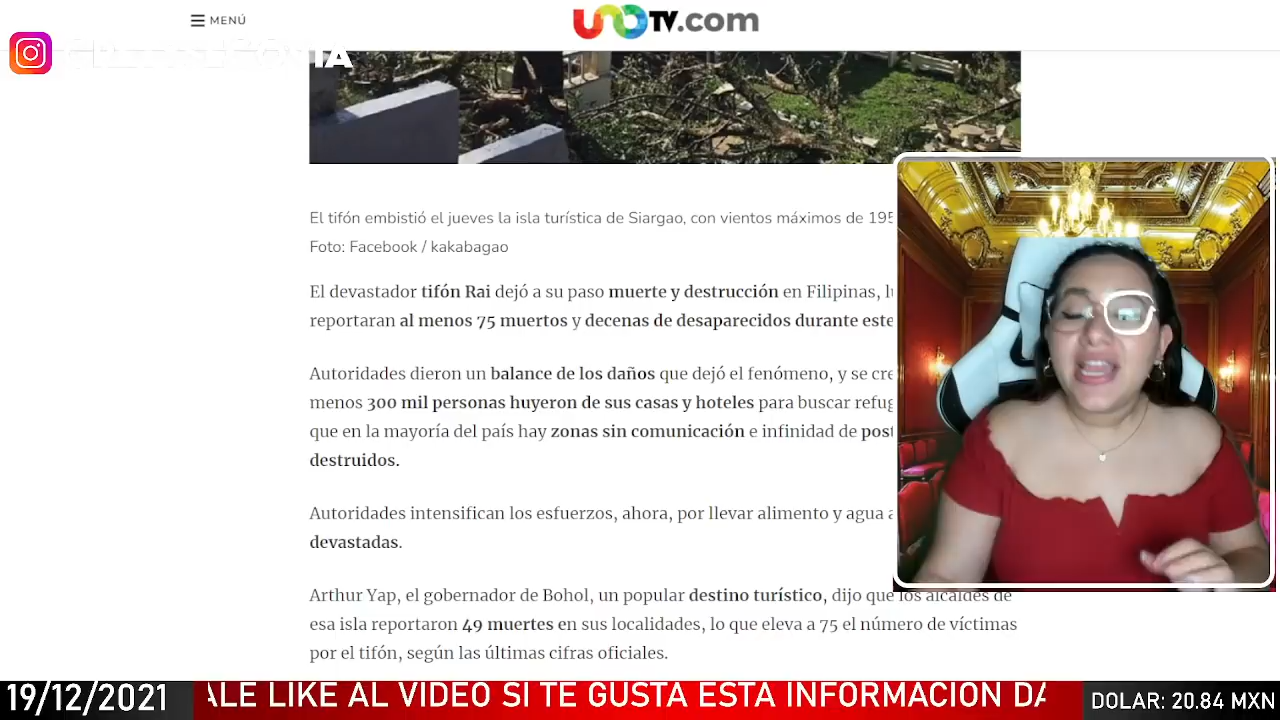 MENÚ
unoTV.com
El tifón embistió el jueves la isla turística de Siargao, con vientos máximos de 195
Foto: Facebook / kakabagao
El devastador tifón Rai dejó a su paso muerte y destrucción en Filipinas,
reportaran al menos 75 muertos y decenas de desaparecidos durante este
Autoridades dieron un balance de los daños que dejó el fenómeno, y se
menos 300 mil personas huyeron de sus casas y hoteles para buscar
que en la mayoría del país hay zonas sin comunicación e infinidad de
destruidos.
Autoridades intensifican los esfuerzos, ahora, por llevar alimento y agua
devastadas.
Arthur Yap, el gobernador de Bohol, un popular destino turístico, dijo que los alcaldes de
esa isla reportaron 49 muertes en sus localidades, lo que eleva a 75 el número de víctimas
por el tifón, según las últimas cifras oficiales.
19/12/2021 ALE LIKE AL VIDEO SI TE GUSTA ESTA INFORMACION DA DOLAR: 20.84 MXN